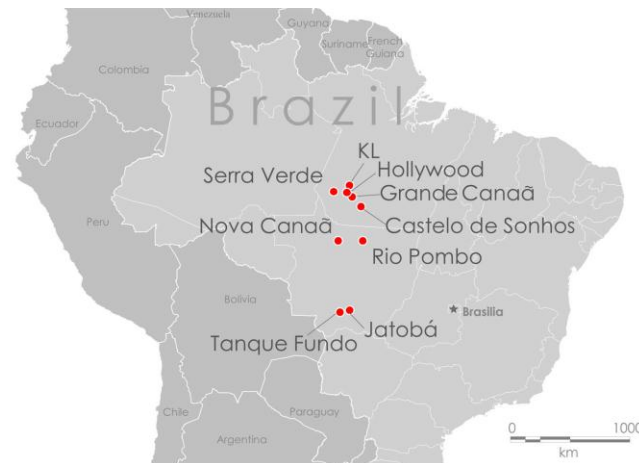 Venezuela
Guyana
Suriname
French
Guiana
Colombia
Brazil
Ecuador
KL
Hollywood
Serra Verde
Grande Canaã
Castelo de Sonhos
Nova Canaã
Rio Pombo
Peru
Bolivia
Brasilia
Jatobá
Tanque Fundo
Paraguay
Chile
Argentina
0 1000
km